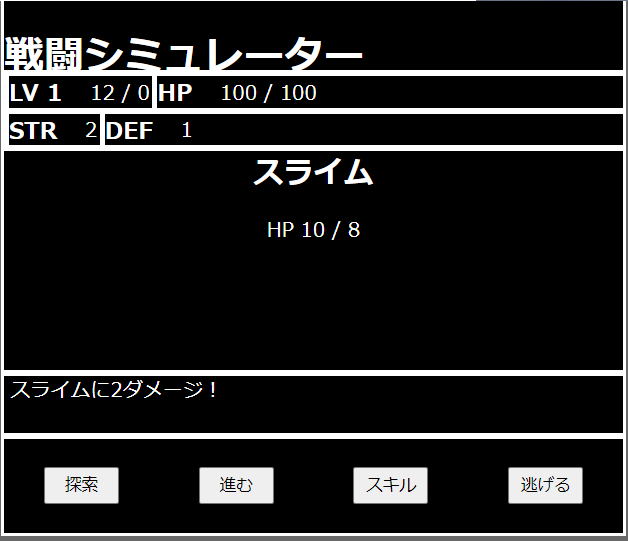 戦闘シミュレーター
LV 1 12 / 0 HP 100 / 100
STR 2 DEF 1
スライム
HP 10 / 8
スライムに2ダメージ！
探索 進む スキル 逃げる